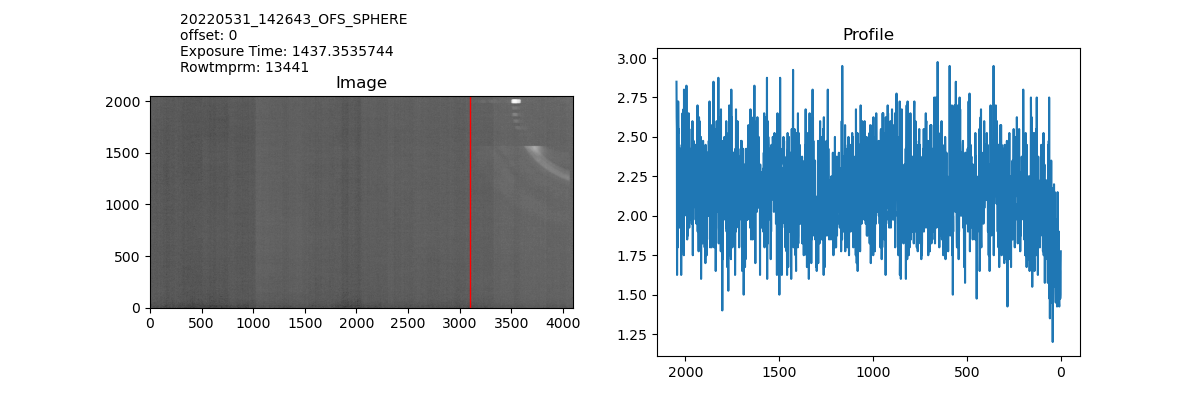 20220531_142643_OFS_SPHERE
offset: 0
Exposure Time: 1437.3535744
Rowtmprm: 13441
Image
2000
1500
1000
500
0
0 500 1000 1500 2000 2500 3000 3500 4000
Profile
3.00
2.75
2.50
2.25
2.00
1.75
1.50
1.25
2000 1500 1000 500 0